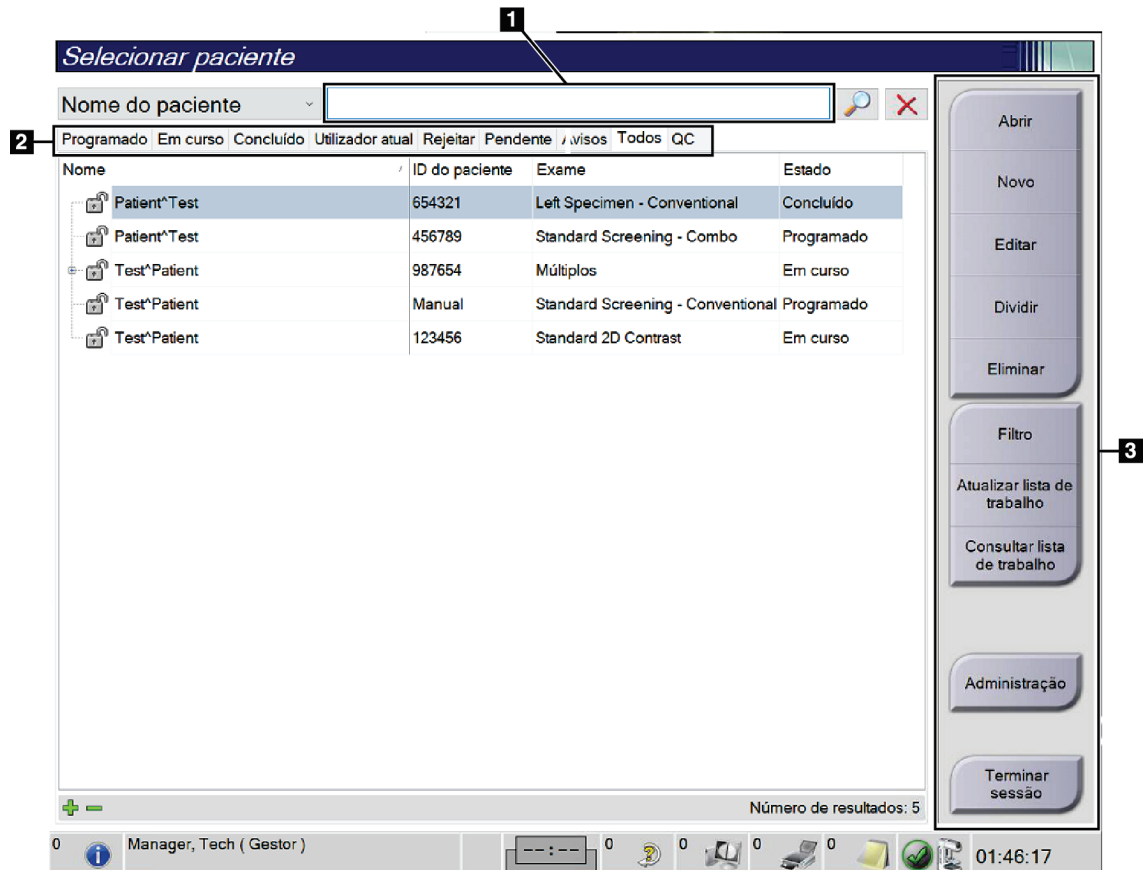 1
Selecionar paciente
Nome do paciente
2
Programado Em curso Concluído Utilizador atual Rejeitar Pendente Avisos Todos QC
Nome ID do paciente Exame Estado
Patient^Test 654321 Left Specimen - Conventional Concluído
Patient^Test 456789 Standard Screening - Combo Programado
Test^Patient 987654 Múltiplos Em curso
Test^Patient Manual Standard Screening - Conventional Programado
Test^Patient 123456 Standard 2D Contrast Em curso
Número de resultados: 5
Abrir
Novo
Editar
Dividir
Eliminar
Filtro
Atualizar lista de
trabalho
Consultar lista
de trabalho
Administração
Terminar
sessão
3
0 Manager, Tech ( Gestor ) --:-- 0 0 0 0 01:46:17